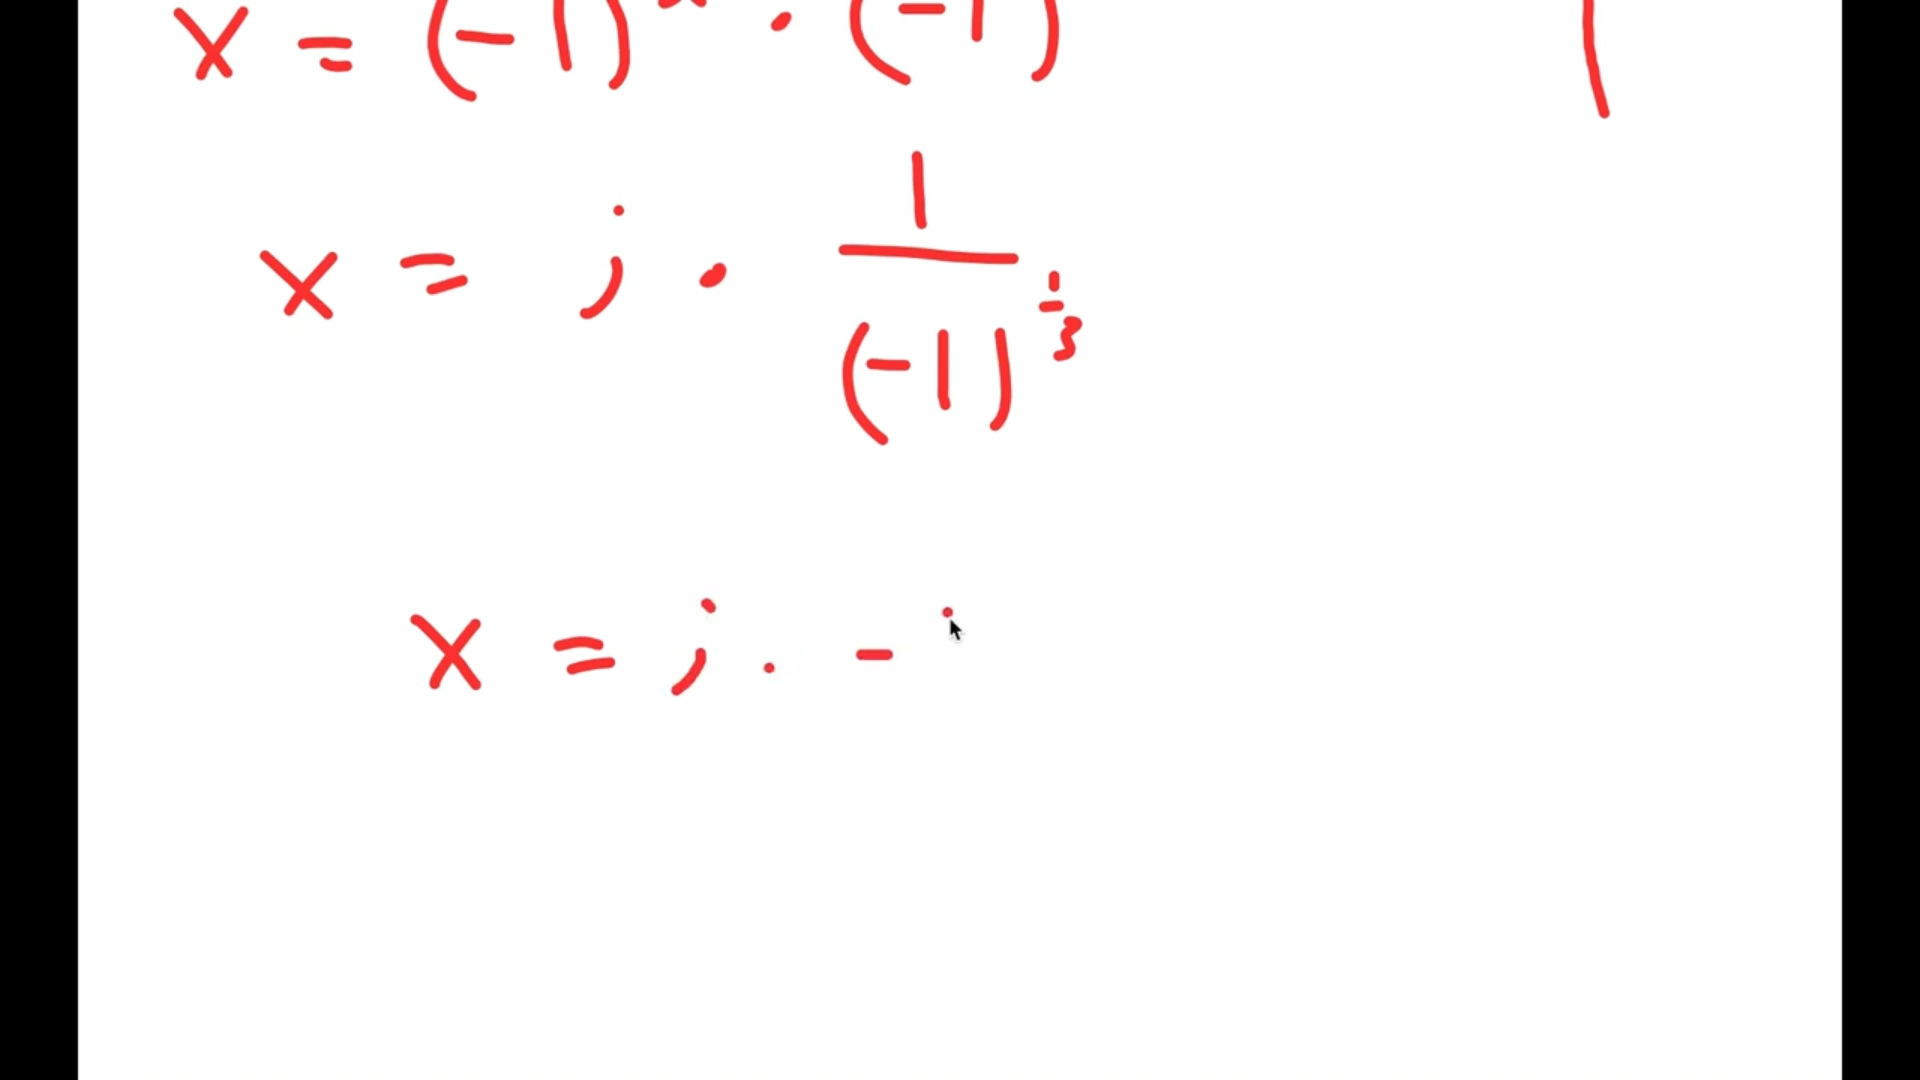 x = (-1) · (-1)
x = i · 1/(-1)^(1/3)
x = i · -